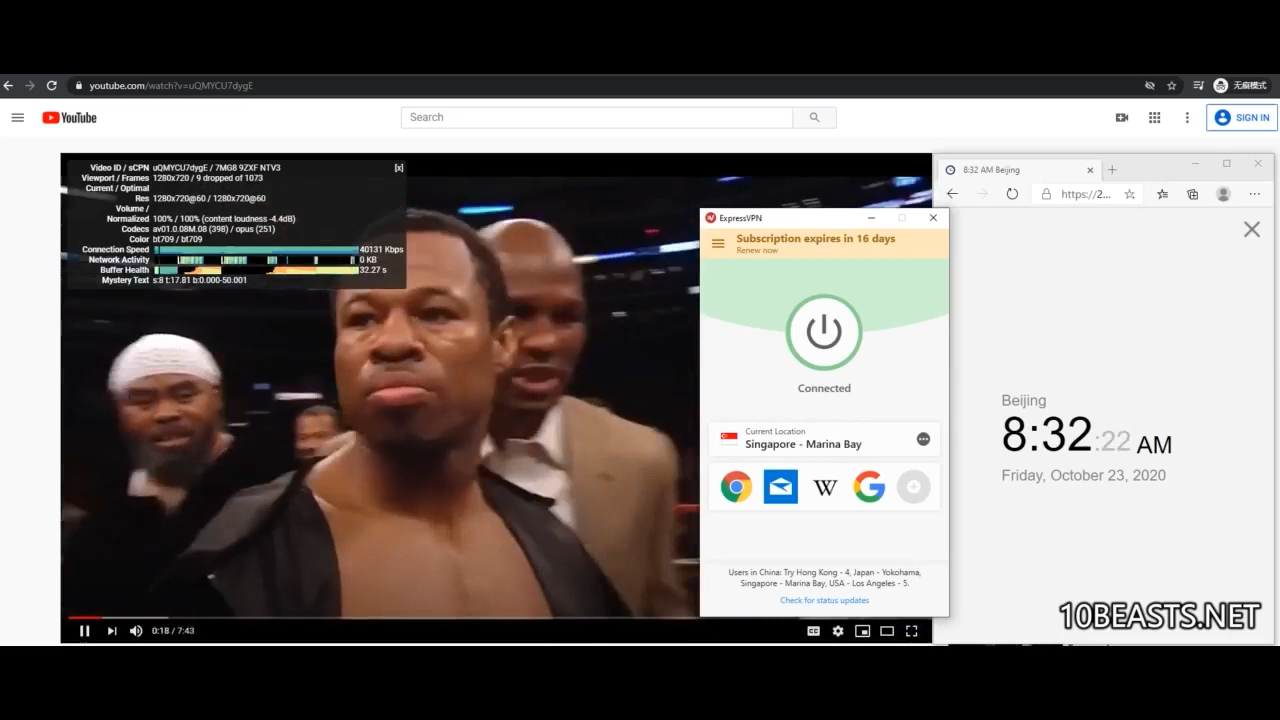 youtube.com/watch?v=uQMYCU7dygE
无痕模式
YouTube
Search
SIGN IN
Video ID / sCPN uQMYCU7dygE / 7MG8 9ZXF NTV3
Viewport / Frames 1280x720 / 9 dropped of 1073
Current / Optimal
Res 1280x720@60 / 1280x720@60
Volume /
Normalized 100% / 100% (content loudness -4.4dB)
Codecs av01.0.08M.08 (398) / opus (251)
Color bt709 / bt709
Connection Speed 40131 Kbps
Network Activity 0 KB
Buffer Health 32.27 s
Mystery Text s:8 t:17.81 b:0.000-50.001
[x]
0:18 / 7:43
CC
ExpressVPN
Subscription expires in 16 days
Renew now
Connected
Current Location
Singapore - Marina Bay
W
Users in China: Try Hong Kong - 4, Japan - Yokohama,
Singapore - Marina Bay, USA - Los Angeles - 5.
Check for status updates
8:32 AM Beijing
https://2...
Beijing
8:32:22 AM
Friday, October 23, 2020
10BEASTS.NET